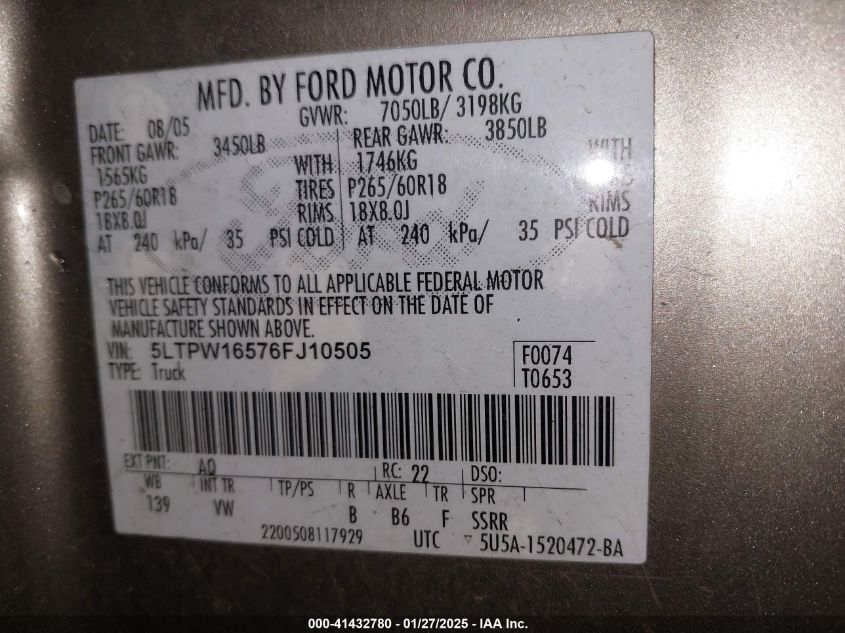 MFD. BY FORD MOTOR CO.
DATE: 08/05 GVWR: 7050LB/ 3198KG
FRONT GAWR: 3450LB REAR GAWR: 3850LB
1565KG WITH 1746KG WITH
P265/60R18 TIRES P265/60R18
18X8.0J RIMS 18X8.0J RIMS
AT 240 kPa/ 35 PSI COLD AT 240 kPa/ 35 PSI COLD
THIS VEHICLE CONFORMS TO ALL APPLICABLE FEDERAL MOTOR
VEHICLE SAFETY STANDARDS IN EFFECT ON THE DATE OF
MANUFACTURE SHOWN ABOVE.
VIN: 5LTPW16576FJ10505 F0074
TYPE: Truck T0653
EXT PNT: AQ RC: 22 DSO:
WB INT TR TP/PS R AXLE TR SPR
139 VW B B6 F SSRR
2200508117929 UTC ▽ 5U5A-1520472-BA
000-41432780 - 01/27/2025 - IAA Inc.